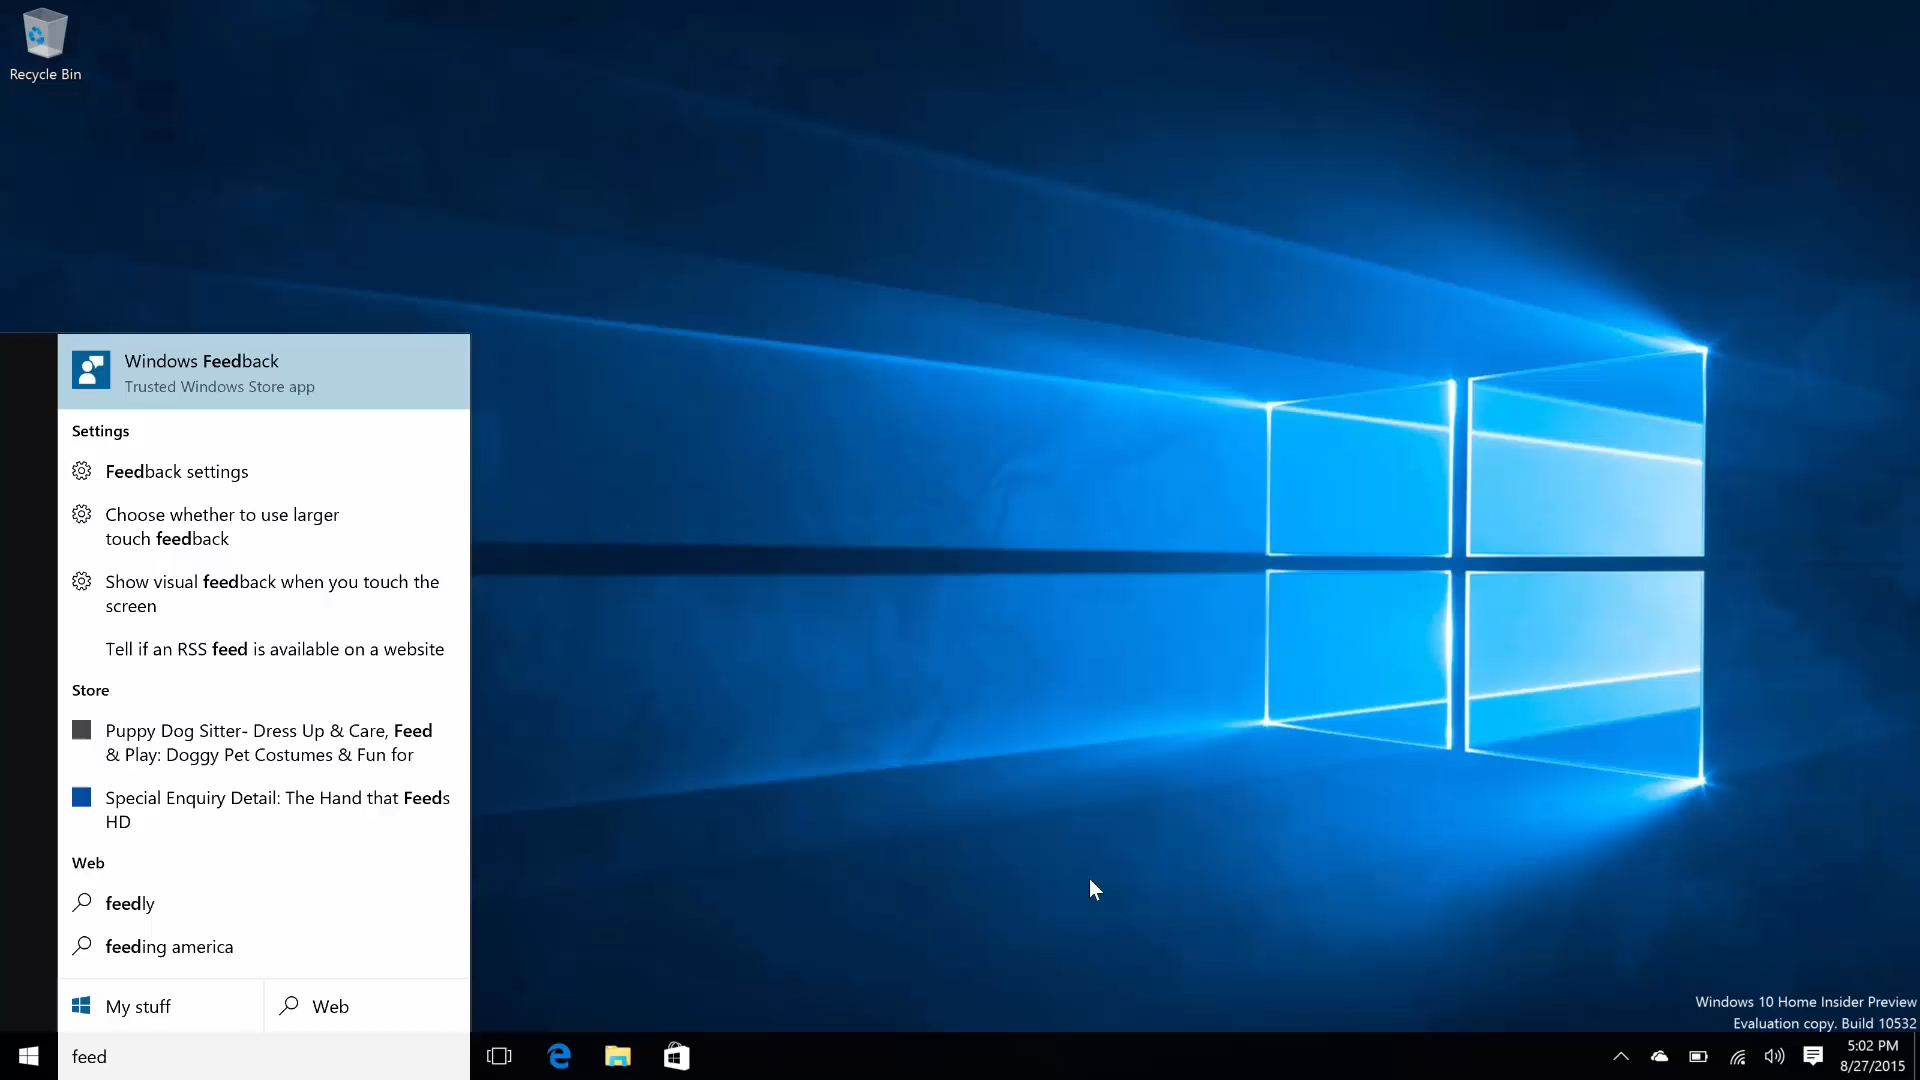 Recycle Bin
Windows Feedback
Trusted Windows Store app
Settings
Feedback settings
Choose whether to use larger
touch feedback
Show visual feedback when you touch the
screen
Tell if an RSS feed is available on a website
Store
Puppy Dog Sitter- Dress Up & Care, Feed
& Play: Doggy Pet Costumes & Fun for
Special Enquiry Detail: The Hand that Feeds
HD
Web
feedly
feeding america
My stuff
Web
feed
Windows 10 Home Insider Preview
Evaluation copy. Build 10532
5:02 PM
8/27/2015